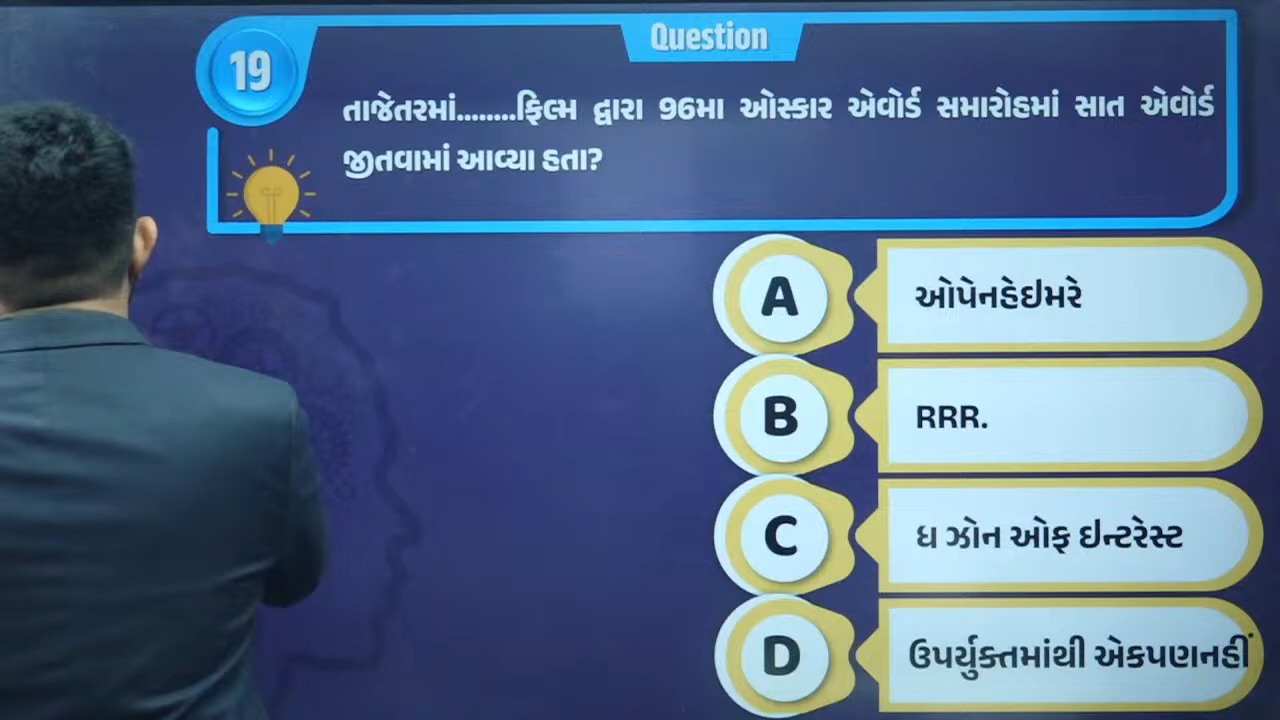 Question
19
તાજેતરમાં........ફિલ્મ દ્વારા 96મા ઓસ્કાર એવોર્ડ સમારોહમાં સાત એવોર્ડ
જીતવામાં આવ્યા હતા?
A
ઓપેનહેઇમરે
B
RRR.
C
ધ ઝોન ઓફ ઇન્ટરેસ્ટ
D
ઉપર્યુક્તમાંથી એકપણનહીં